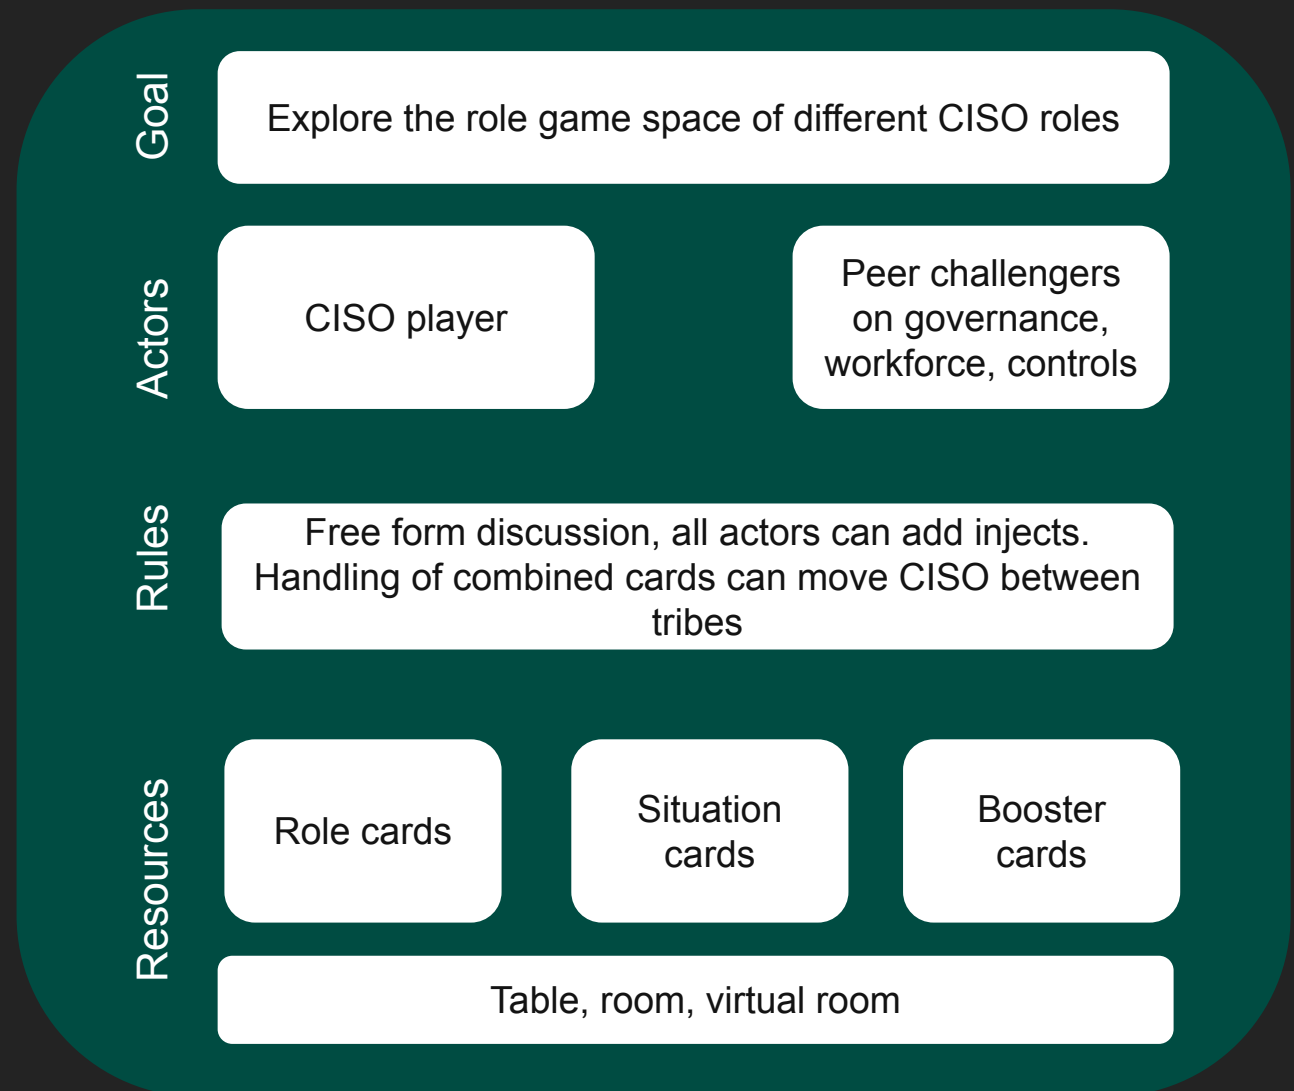 Goal
Explore the role game space of different CISO roles
Actors
CISO player
Peer challengers
on governance,
workforce, controls
Rules
Free form discussion, all actors can add injects.
Handling of combined cards can move CISO between
tribes
Resources
Role cards
Situation
cards
Booster
cards
Table, room, virtual room